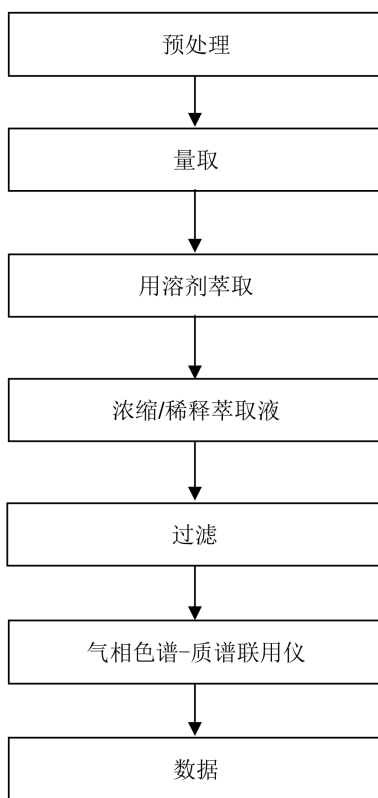 预处理
量取
用溶剂萃取
浓缩/稀释萃取液
过滤
气相色谱-质谱联用仪
数据